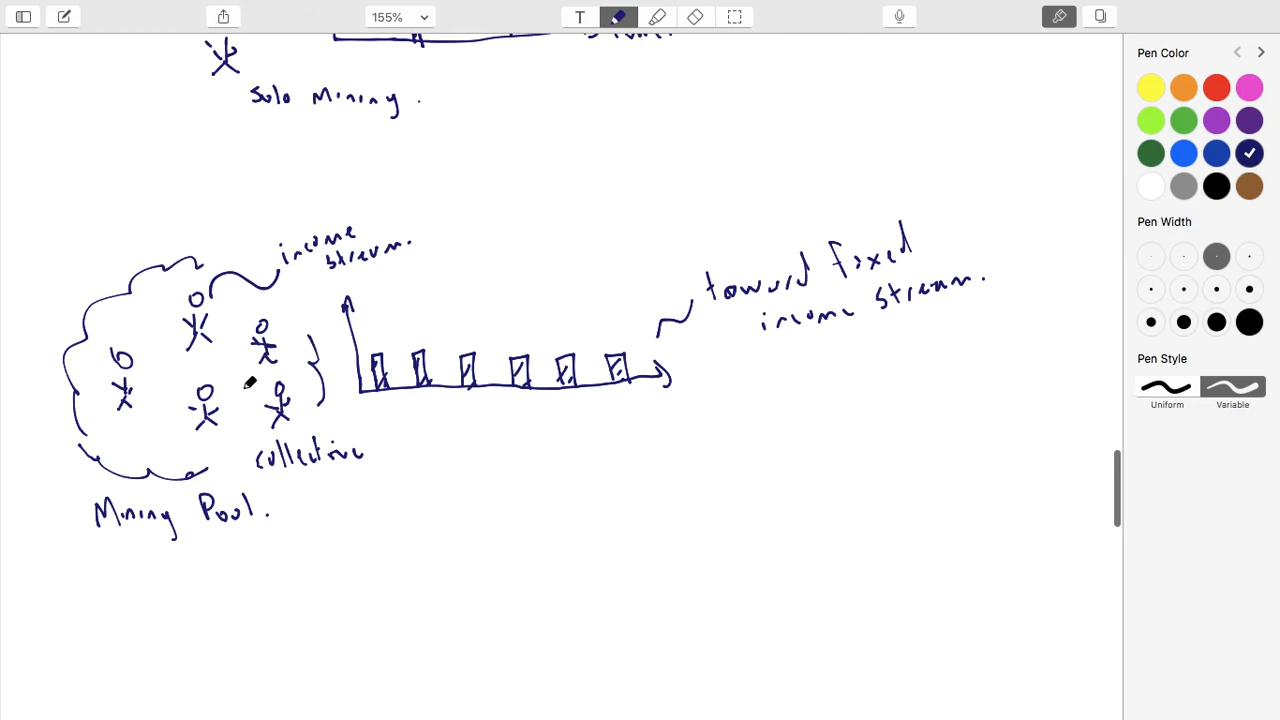 155%
T
Solo Mining.
income
stream.
toward fixed
income stream.
collective
Mining Pool.
Pen Color
Pen Width
Pen Style
Uniform
Variable